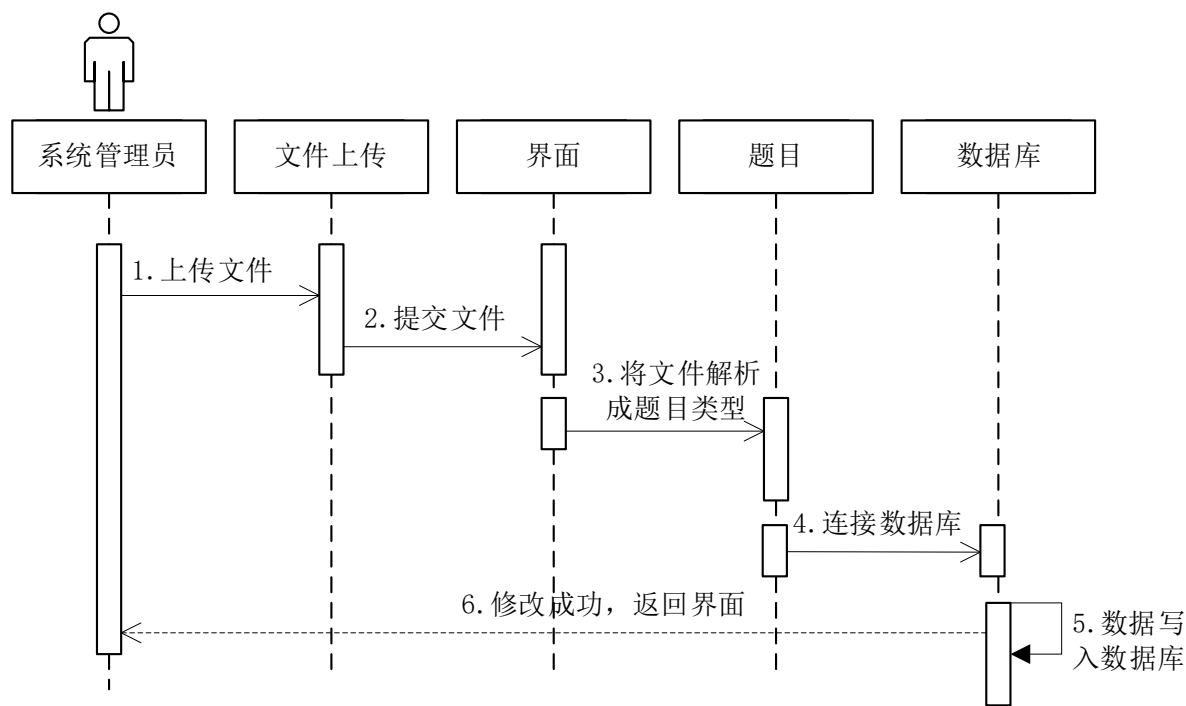 系统管理员
文件上传
界面
题目
数据库
1.上传文件
2.提交文件
3.将文件解析
成题目类型
4.连接数据库
6.修改成功，返回界面
5.数据写
入数据库